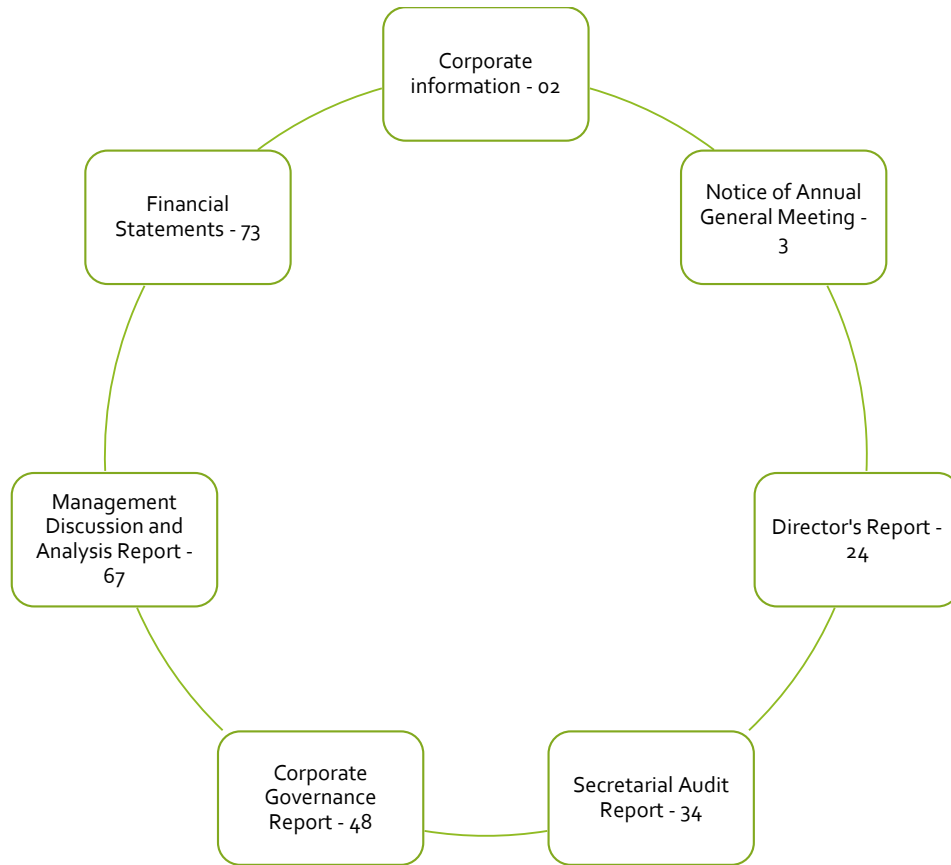 Corporate
information - 02
Notice of Annual
General Meeting -
3
Director's Report -
24
Secretarial Audit
Report - 34
Corporate
Governance
Report - 48
Management
Discussion and
Analysis Report -
67
Financial
Statements - 73